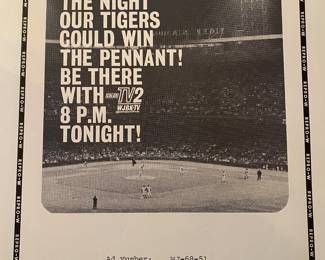 THE NIGHT
OUR TIGERS
COULD WIN
THE PENNANT!
BE THERE
WITH TV2
WJBK-TV
8 P.M.
TONIGHT!
REPRO-W
Ad Number: WJ-68-51